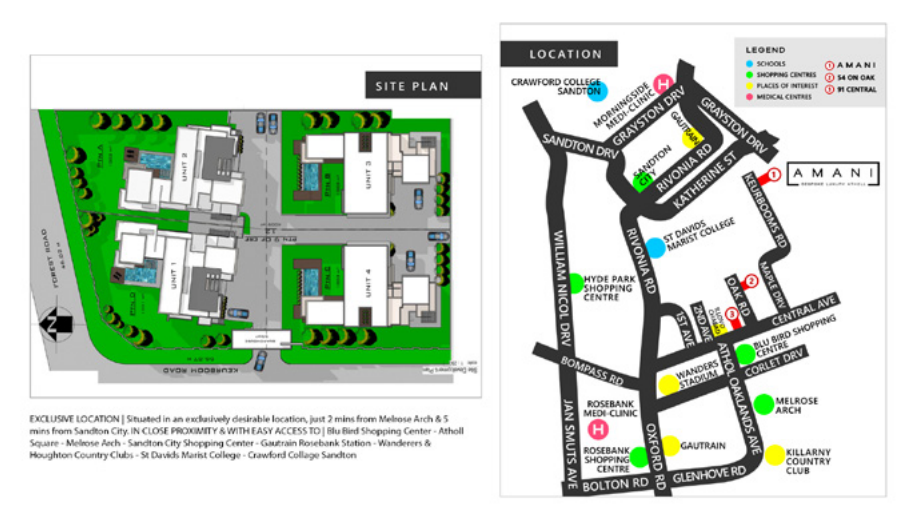 SITE PLAN
UNIT 2
UNIT 3
UNIT 1
UNIT 4
FOREST ROAD
N
KEURBOOM ROAD
EXCLUSIVE LOCATION | Situated in an exclusively desirable location, just 2 mins from Melrose Arch & 5
mins from Sandton City. IN CLOSE PROXIMITY & WITH EASY ACCESS TO | Blu Bird Shopping Center - Atholl
Square - Melrose Arch - Sandton City Shopping Center - Gautrain Rosebank Station - Wanderers &
Houghton Country Clubs - St Davids Marist College - Crawford Collage Sandton
LOCATION
LEGEND
SCHOOLS
SHOPPING CENTRES
PLACES OF INTEREST
MEDICAL CENTRES
1 AMANI
2 54 ON OAK
3 91 CENTRAL
CRAWFORD COLLEGE
SANDTON
MORNINGSIDE
MEDI-CLINIC
H
GRAYSTON DRV
GAUTRAIN
GRAYSTON DRV
SANDTON DRV
SANDTON
CITY
RIVONIA RD
KATHERINE ST
1
AMANI
KEURBOOMS RD
ST DAVIDS
MARIST COLLEGE
WILLIAM NICOL DRV
RIVONIA RD
HYDE PARK
SHOPPING
CENTRE
MAPLE DRV
OAK RD
2
3
1ST AVE
2ND AVE
CENTRAL AVE
BLU BIRD SHOPPING
CENTRE
CORLET DRV
BOMPASS RD
WANDERS
STADIUM
ATHOL OAKLANDS AVE
MELROSE
ARCH
ROSEBANK
MEDI-CLINIC
H
JAN SMUTS AVE
OXFORD RD
GAUTRAIN
ROSEBANK
SHOPPING
CENTRE
KILLARNY
COUNTRY
CLUB
BOLTON RD
GLENHOVE RD